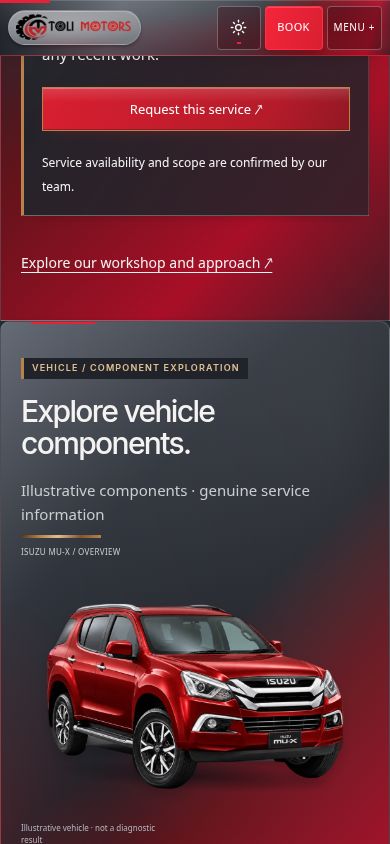 TOLI MOTORS
BOOK
MENU +
any recent work.
Request this service ↗
Service availability and scope are confirmed by our
team.
Explore our workshop and approach ↗
VEHICLE / COMPONENT EXPLORATION
Explore vehicle
components.
Illustrative components · genuine service
information
ISUZU MU-X / OVERVIEW
ISUZU
ISUZU
mu-X
Illustrative vehicle · not a diagnostic
result